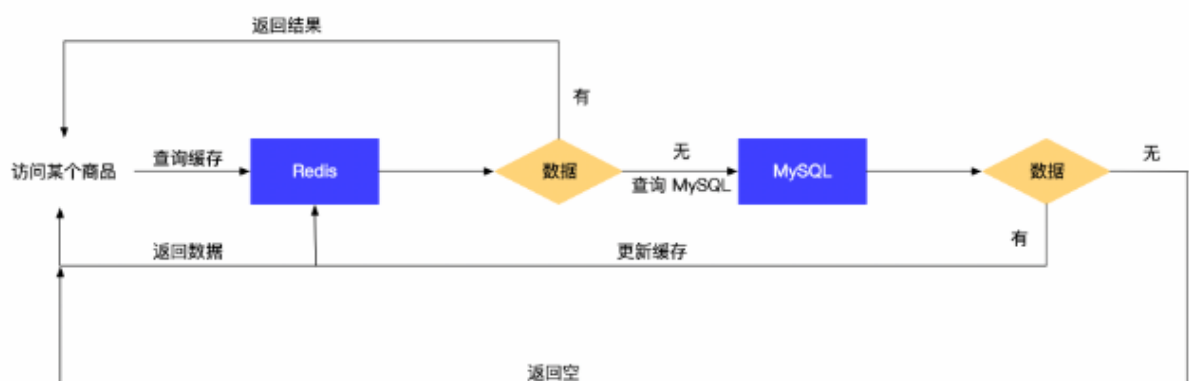 返回结果
有
访问某个商品
查询缓存
Redis
数据
无
查询 MySQL
MySQL
数据
无
返回数据
更新缓存
有
返回空